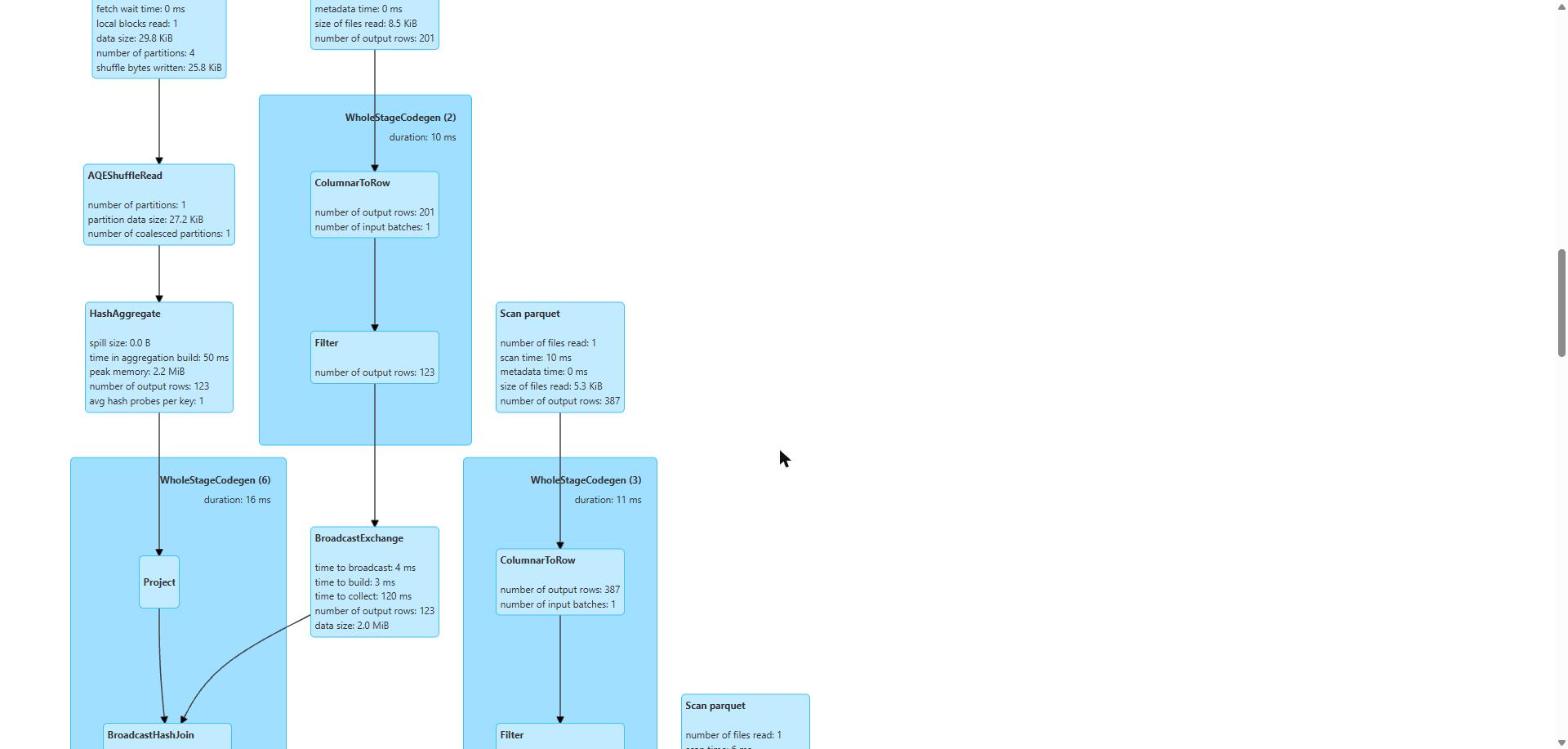 fetch wait time: 0 ms
local blocks read: 1
data size: 29.8 KiB
number of partitions: 4
shuffle bytes written: 25.8 KiB
metadata time: 0 ms
size of files read: 8.5 KiB
number of output rows: 201
WholeStageCodegen (2)
duration: 10 ms
ColumnarToRow
number of output rows: 201
number of input batches: 1
AQEShuffleRead
number of partitions: 1
partition data size: 27.2 KiB
number of coalesced partitions: 1
HashAggregate
spill size: 0.0 B
time in aggregation build: 50 ms
peak memory: 2.2 MiB
number of output rows: 123
avg hash probes per key: 1
Filter
number of output rows: 123
Scan parquet
number of files read: 1
scan time: 10 ms
metadata time: 0 ms
size of files read: 5.3 KiB
number of output rows: 387
WholeStageCodegen (6)
duration: 16 ms
Project
BroadcastExchange
time to broadcast: 4 ms
time to build: 3 ms
time to collect: 120 ms
number of output rows: 123
data size: 2.0 MiB
WholeStageCodegen (3)
duration: 11 ms
ColumnarToRow
number of output rows: 387
number of input batches: 1
BroadcastHashJoin
Filter
Scan parquet
number of files read: 1
scan time: 6 ms